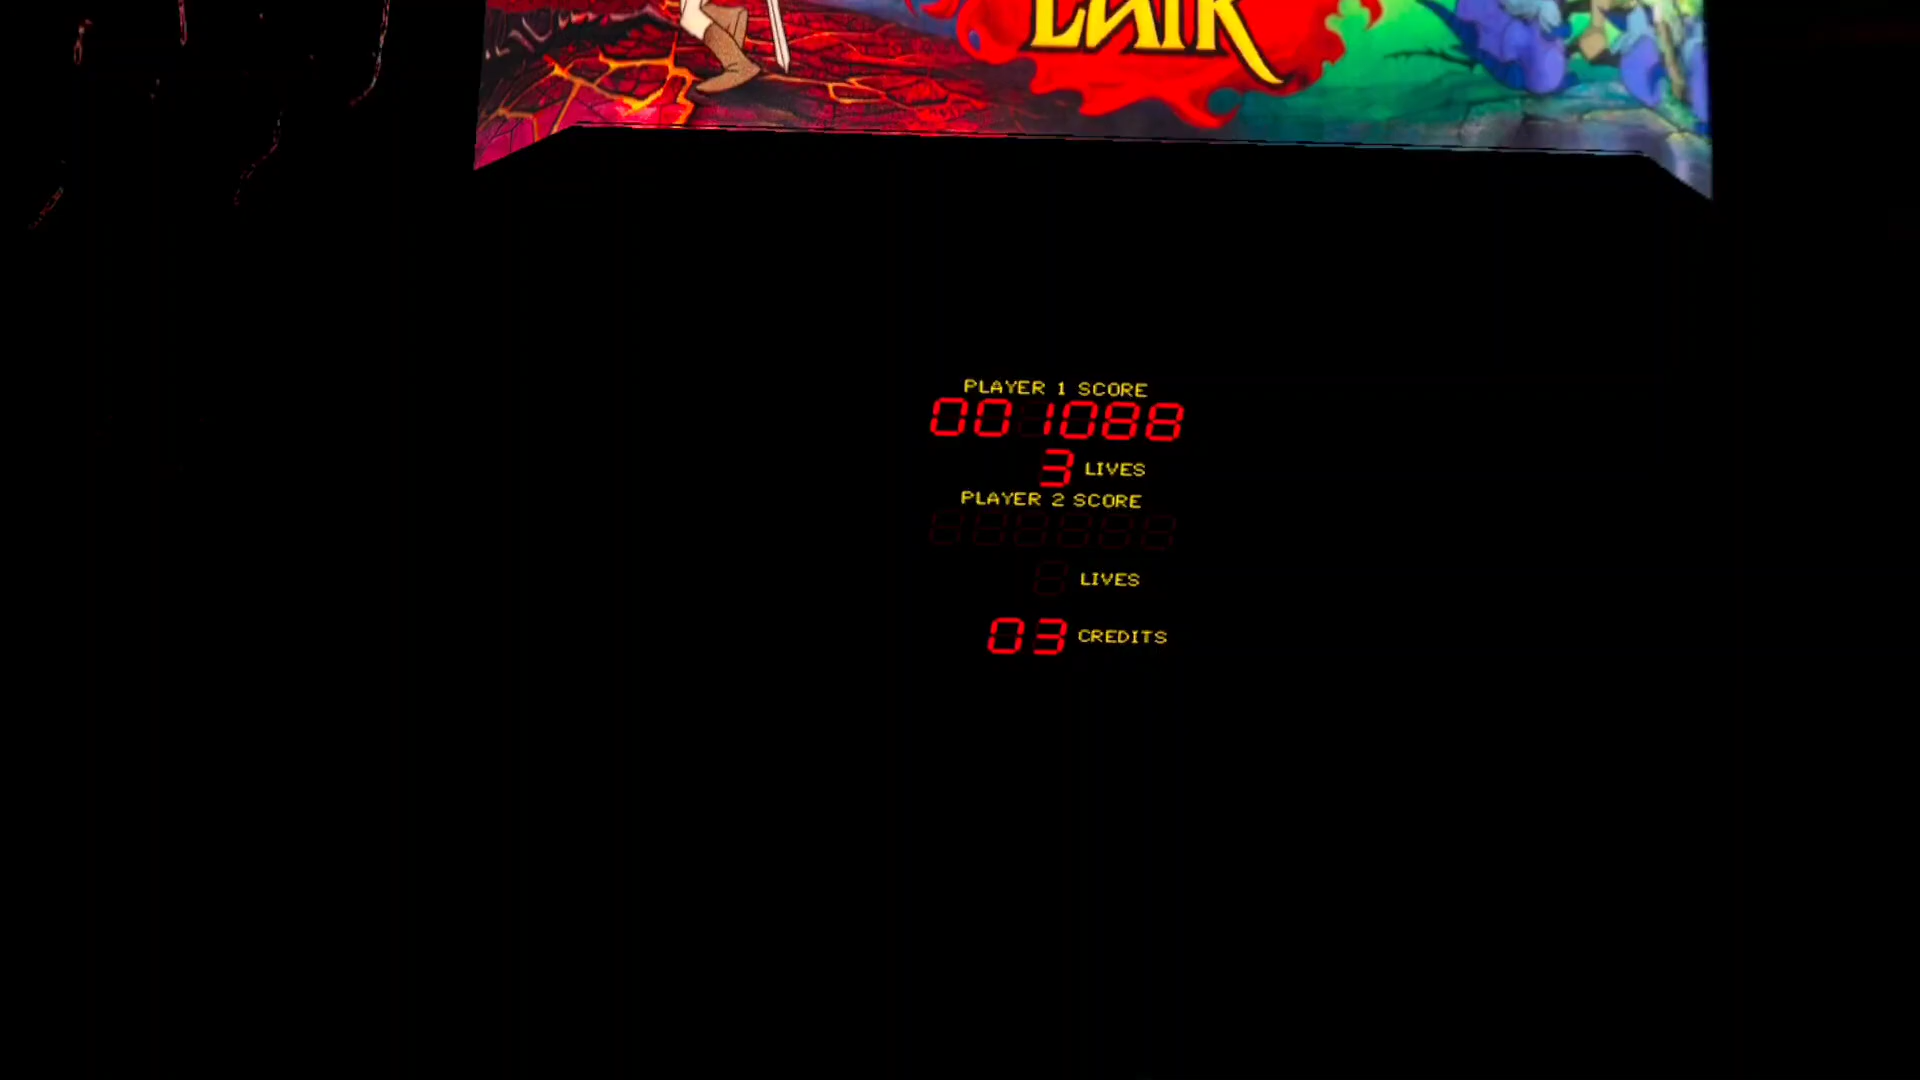 LAIR
PLAYER 1 SCORE
001088
3 LIVES
PLAYER 2 SCORE
LIVES
03 CREDITS